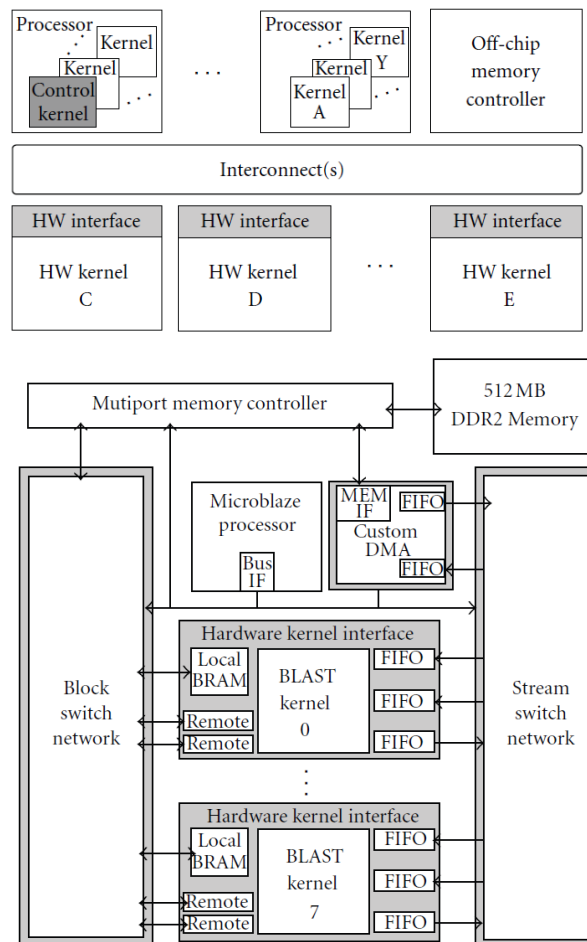 Processor
Kernel
Kernel
Control
kernel
. . .
Processor
Kernel
Y
Kernel
Kernel
A
Off-chip
memory
controller
Interconnect(s)
HW interface
HW kernel
C
HW interface
HW kernel
D
. . .
HW interface
HW kernel
E
Mutiport memory controller
512 MB
DDR2 Memory
Block
switch
network
Microblaze
processor
Bus
IF
MEM
IF
FIFO
Custom
DMA
FIFO
Stream
switch
network
Hardware kernel interface
Local
BRAM
Remote
Remote
BLAST
kernel
0
FIFO
FIFO
FIFO
Hardware kernel interface
Local
BRAM
Remote
Remote
BLAST
kernel
7
FIFO
FIFO
FIFO